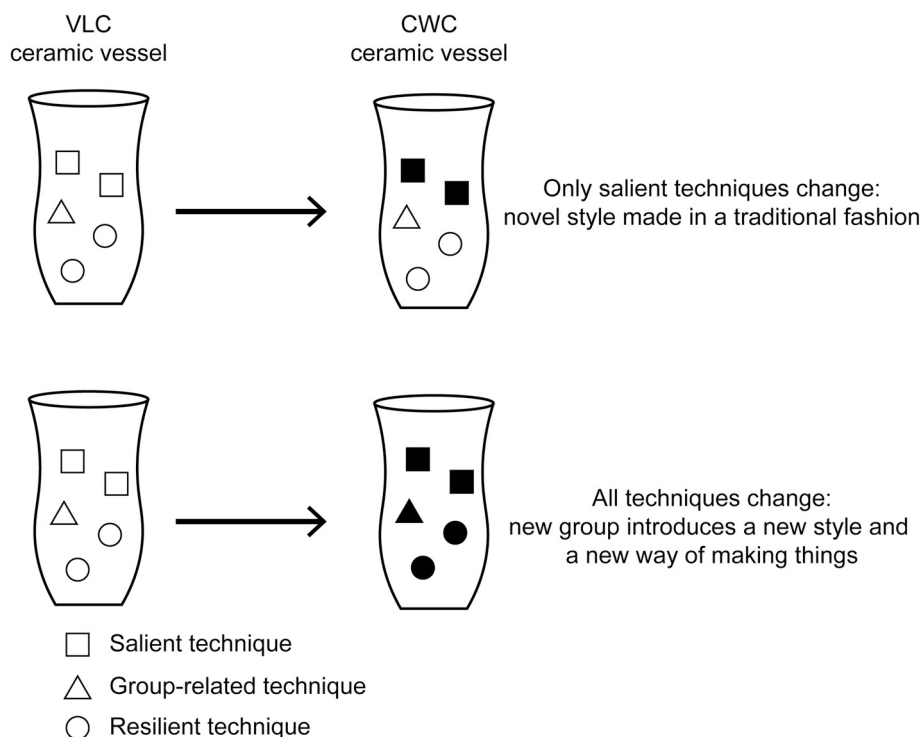 VLC
ceramic vessel
CWC
ceramic vessel
Only salient techniques change:
novel style made in a traditional fashion
All techniques change:
new group introduces a new style and
a new way of making things
Salient technique
Group-related technique
Resilient technique